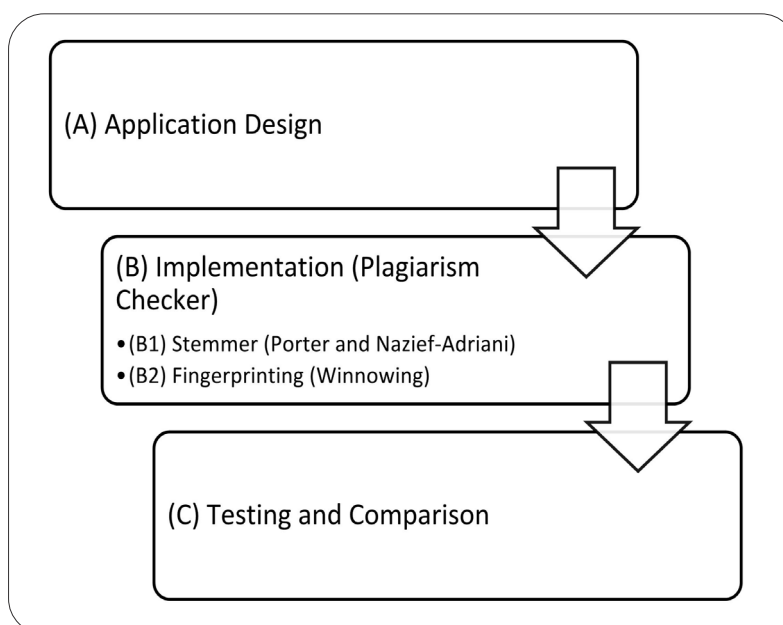 (A) Application Design
(B) Implementation (Plagiarism
Checker)
•(B1) Stemmer (Porter and Nazief-Adriani)
•(B2) Fingerprinting (Winnowing)
(C) Testing and Comparison